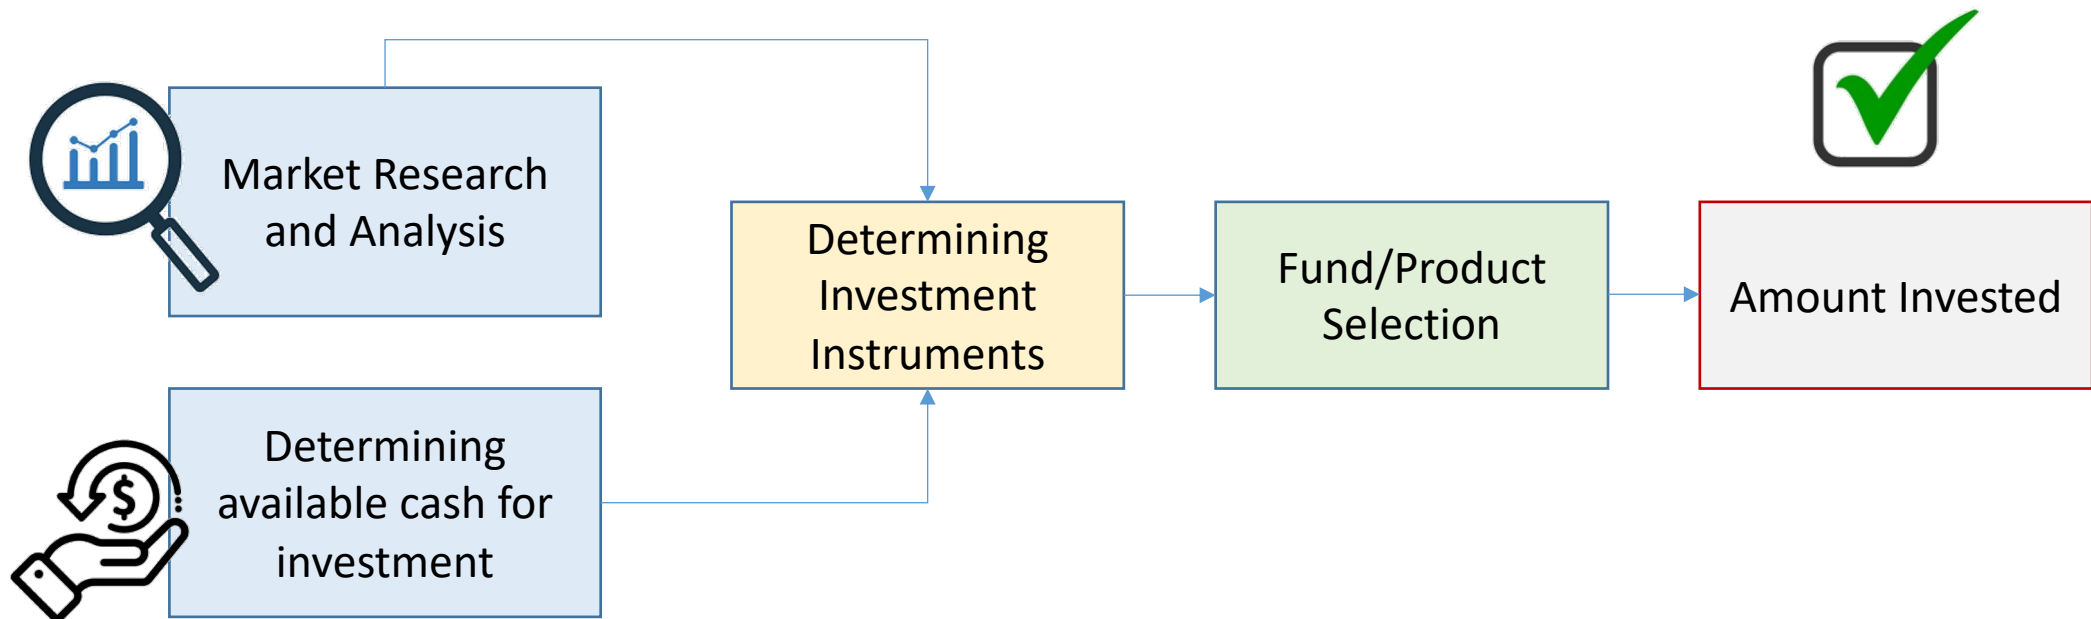 Market Research
and Analysis
Determining
available cash for
investment
$
Determining
Investment
Instruments
Fund/Product
Selection
Amount Invested